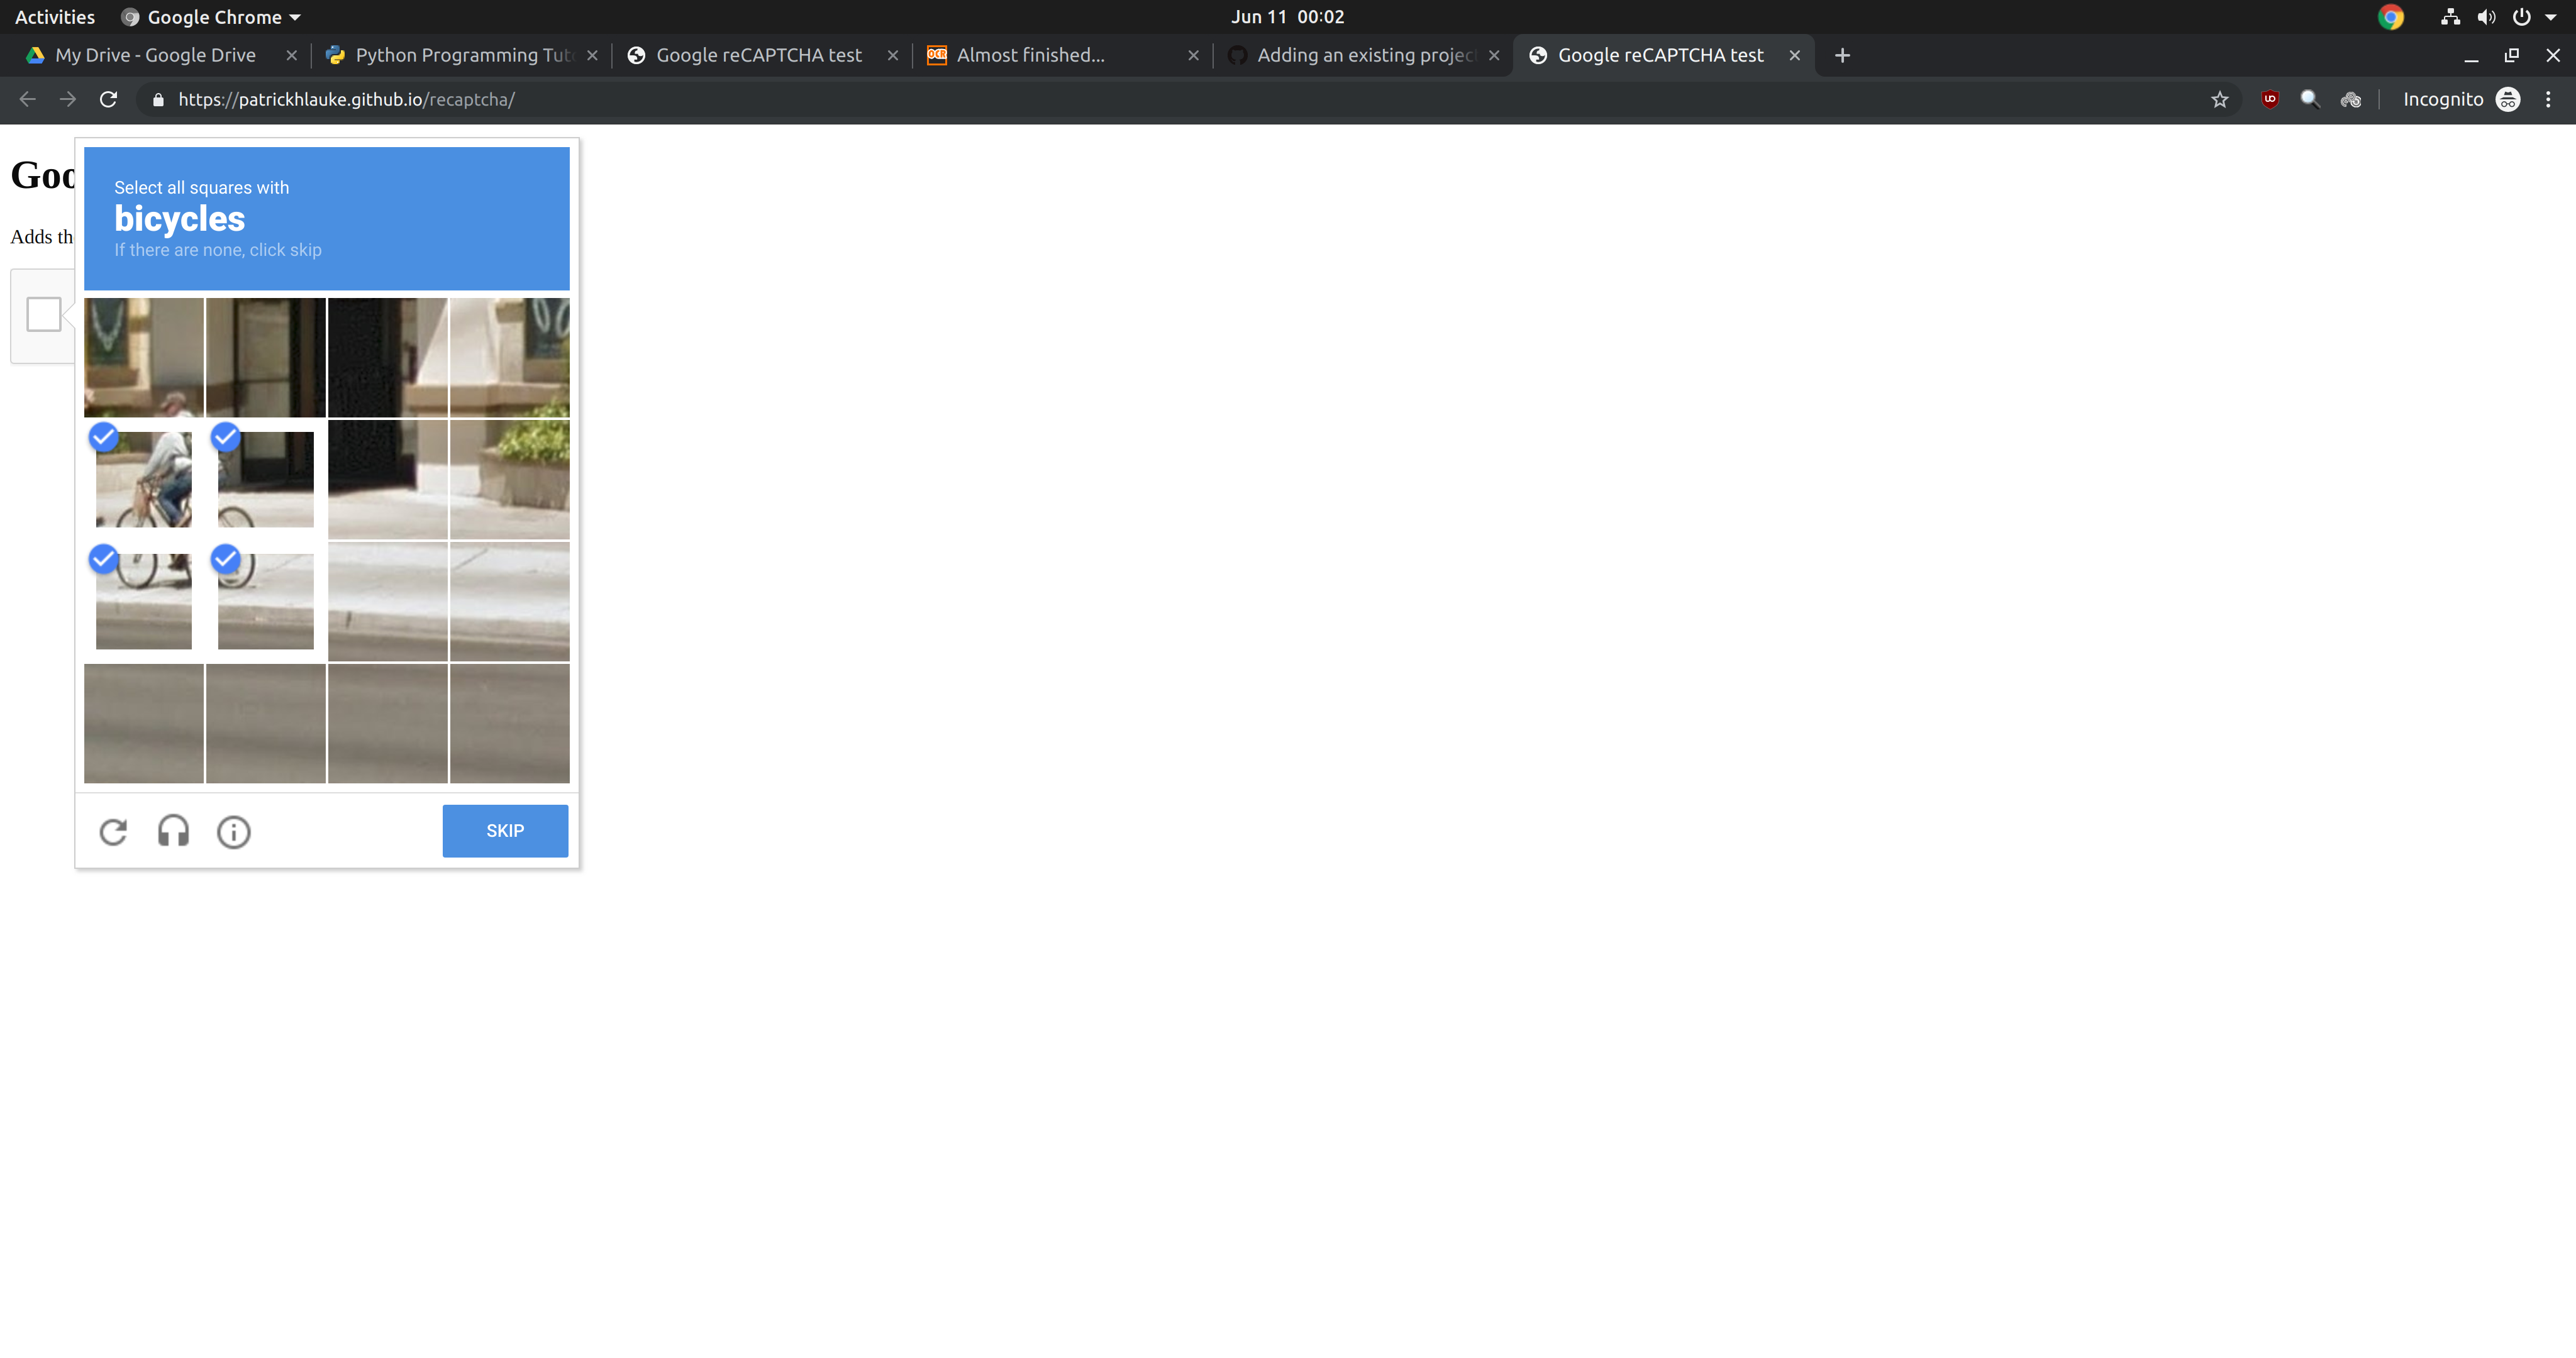 Activities Google Chrome Jun 11 00:02
My Drive - Google Drive Python Programming Tut Google reCAPTCHA test OCR Almost finished... Adding an existing project Google reCAPTCHA test
https://patrickhlauke.github.io/recaptcha/ Incognito
Goo
Adds th
Select all squares with
bicycles
If there are none, click skip
SKIP